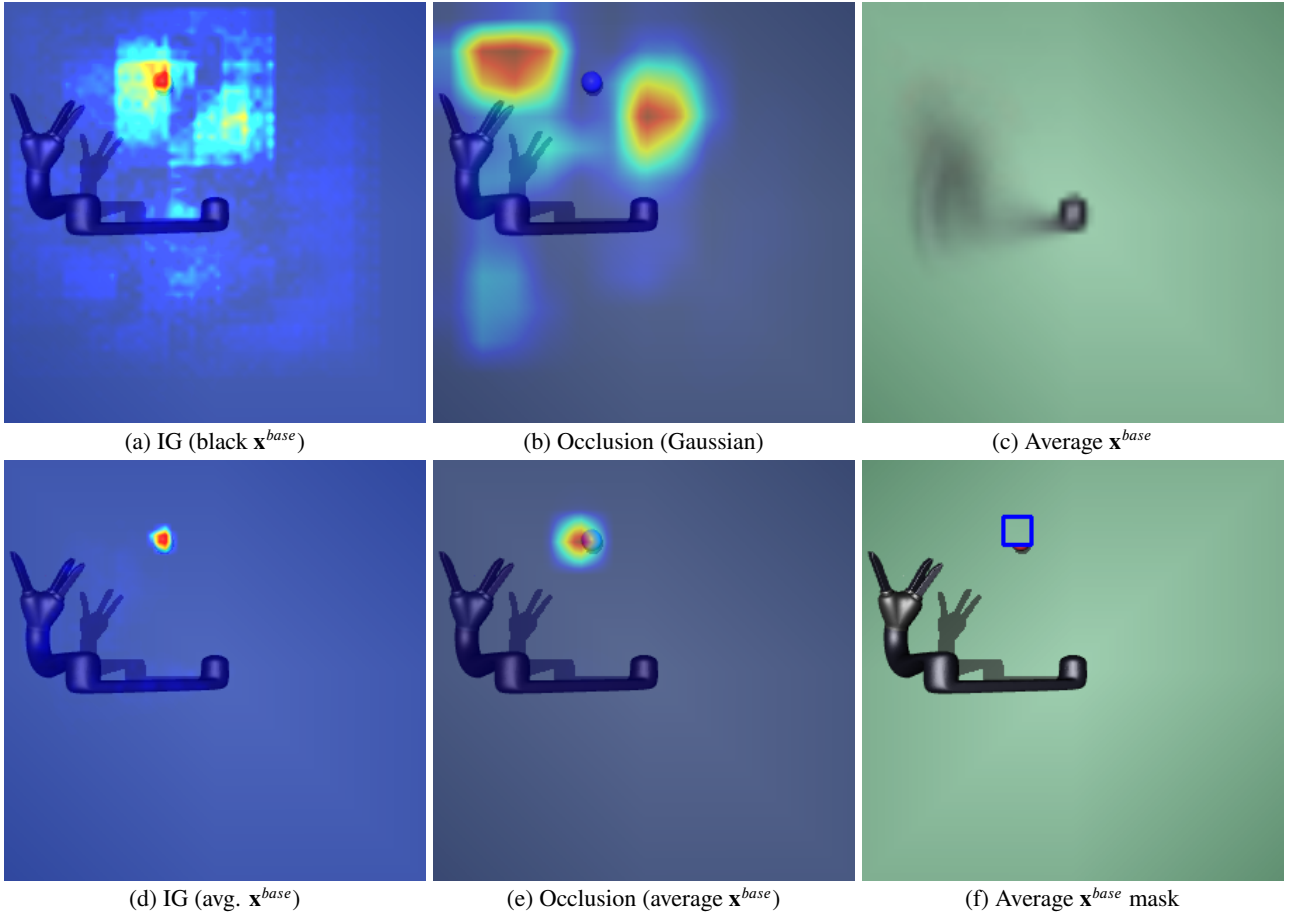 (a) IG (black x^base)
(b) Occlusion (Gaussian)
(c) Average x^base
(d) IG (avg. x^base)
(e) Occlusion (average x^base)
(f) Average x^base mask